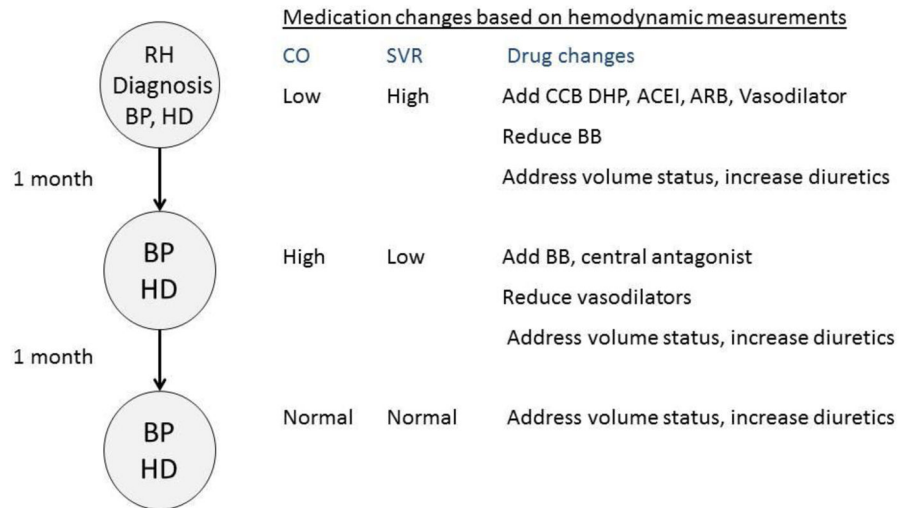 Medication changes based on hemodynamic measurements
RH
Diagnosis
BP, HD
CO SVR Drug changes
Low High Add CCB DHP, ACEI, ARB, Vasodilator
Reduce BB
Address volume status, increase diuretics
1 month
BP
HD
High Low Add BB, central antagonist
Reduce vasodilators
Address volume status, increase diuretics
1 month
BP
HD
Normal Normal Address volume status, increase diuretics